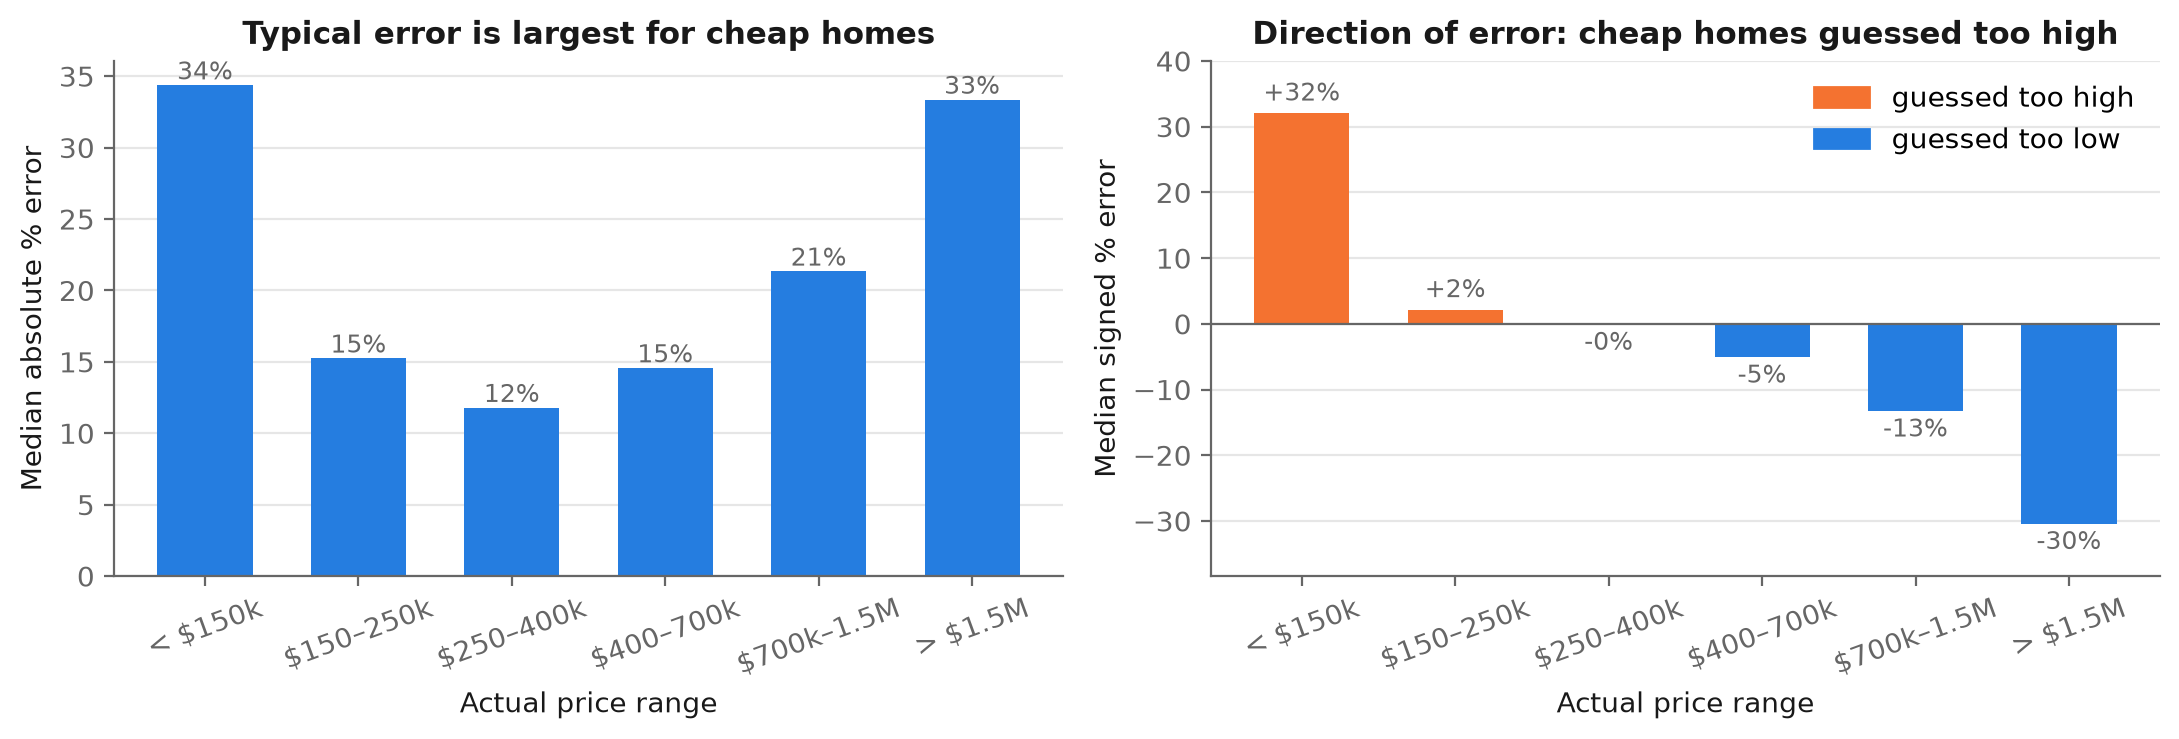 Typical error is largest for cheap homes
Median absolute % error
35
30
25
20
15
10
5
0
34%
15%
12%
15%
21%
33%
< $150k
$150–250k
$250–400k
$400–700k
$700k–1.5M
> $1.5M
Actual price range
Direction of error: cheap homes guessed too high
guessed too high
guessed too low
Median signed % error
40
30
20
10
0
−10
−20
−30
+32%
+2%
-0%
-5%
-13%
-30%
< $150k
$150–250k
$250–400k
$400–700k
$700k–1.5M
> $1.5M
Actual price range